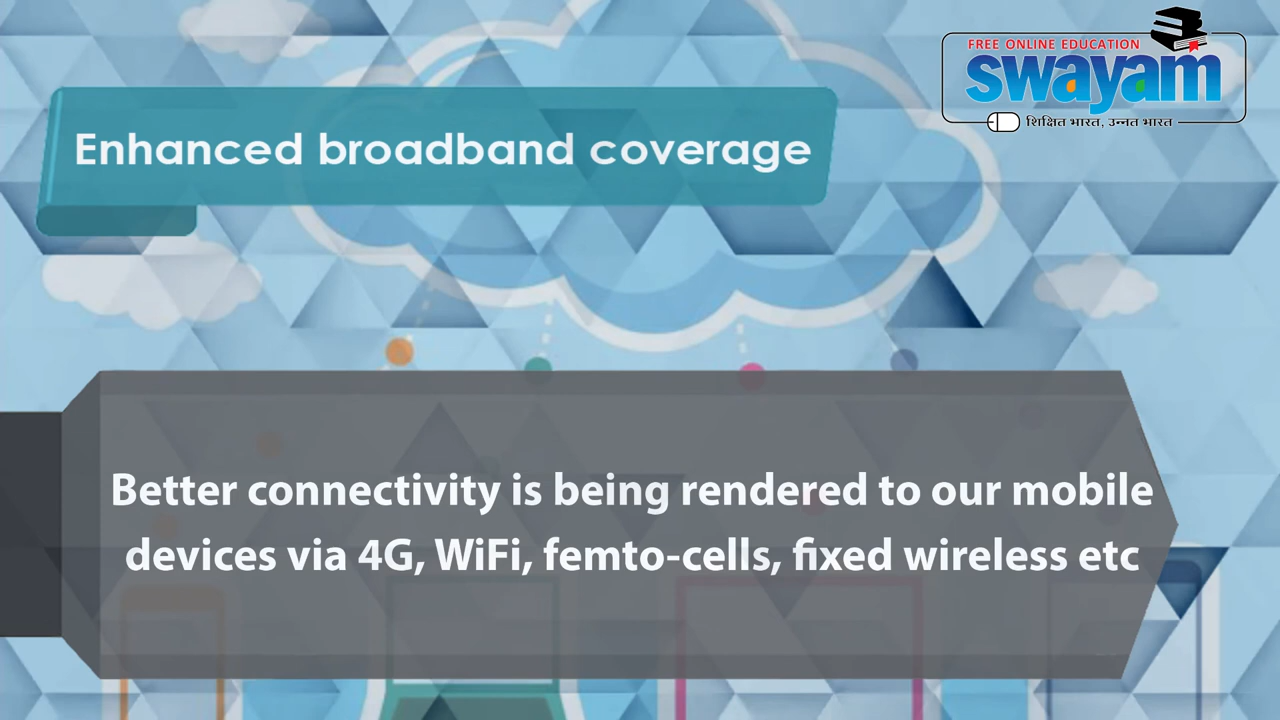 FREE ONLINE EDUCATION
swayam
शिक्षित भारत, उन्नत भारत
Enhanced broadband coverage
Better connectivity is being rendered to our mobile
devices via 4G, WiFi, femto-cells, fixed wireless etc